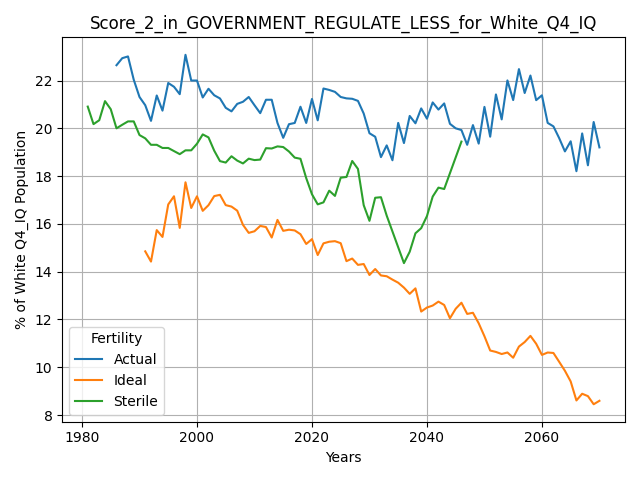 Score_2_in_GOVERNMENT_REGULATE_LESS_for_White_Q4_IQ
% of White Q4_IQ Population
22
20
18
16
14
12
10
8
Fertility
Actual
Ideal
Sterile
1980 2000 2020 2040 2060
Years